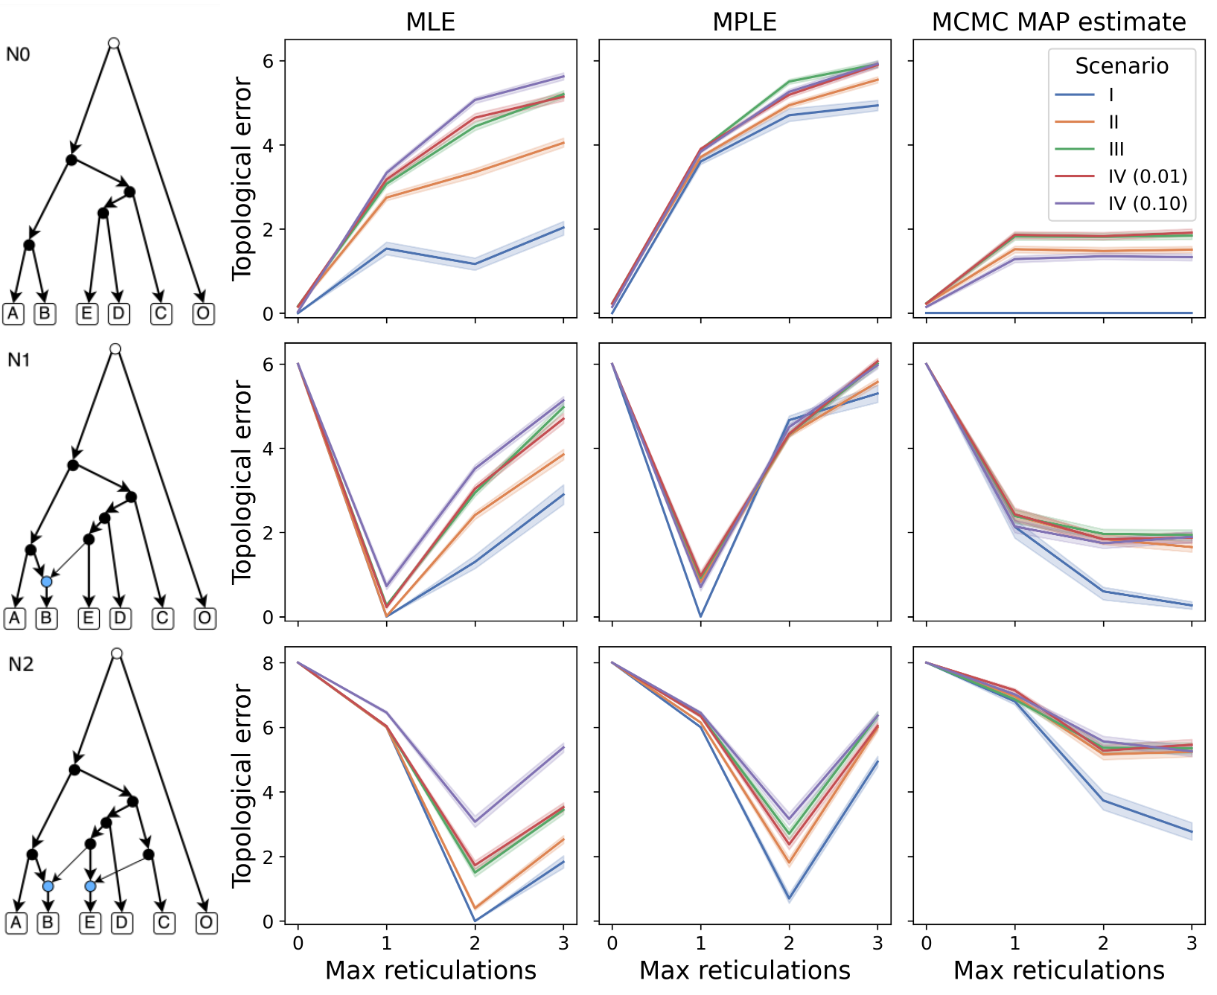 MLE MPLE MCMC MAP estimate
N0
A B E D C O
Topological error
6
4
2
0
Scenario
I
II
III
IV (0.01)
IV (0.10)
N1
A B E D C O
Topological error
6
4
2
0
N2
A B E D C O
Topological error
8
6
4
2
0
0 1 2 3 0 1 2 3 0 1 2 3
Max reticulations Max reticulations Max reticulations